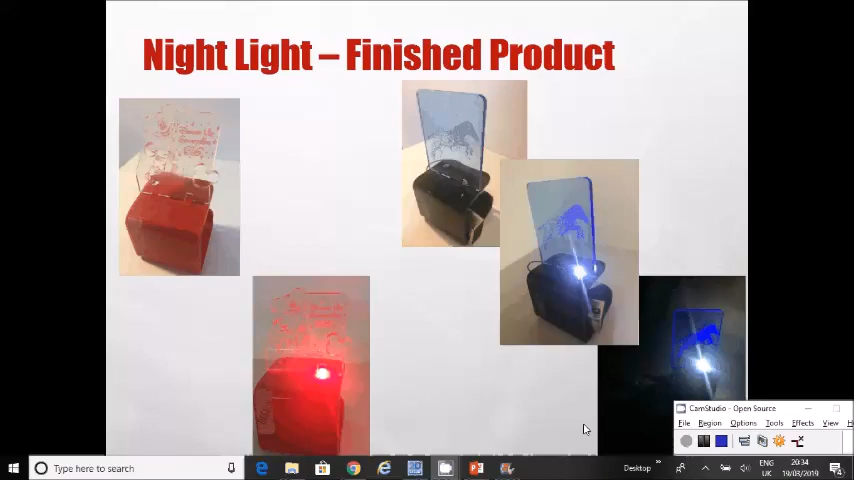 Night Light – Finished Product
CamStudio - Open Source
File Region Options Tools Effects View H
Type here to search
Desktop
ENG
UK
20:34
19/08/2019